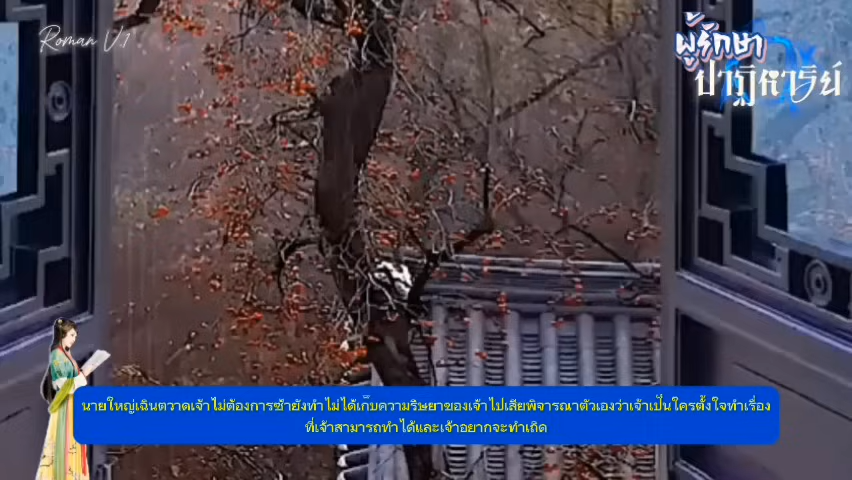 Roman V.1
ผู้รักษา
ปาฏิหาริย์
นายใหญ่เฉินตวาดเจ้าไม่ต้องการซ้ำยังทำไม่ได้เก็บความริษยาของเจ้าไปเสียพิจารณาตัวเองว่าเจ้าเป็นใครตั้งใจทำเรื่อง
ที่เจ้าสามารถทำได้และเจ้าอยากจะทำเถิด